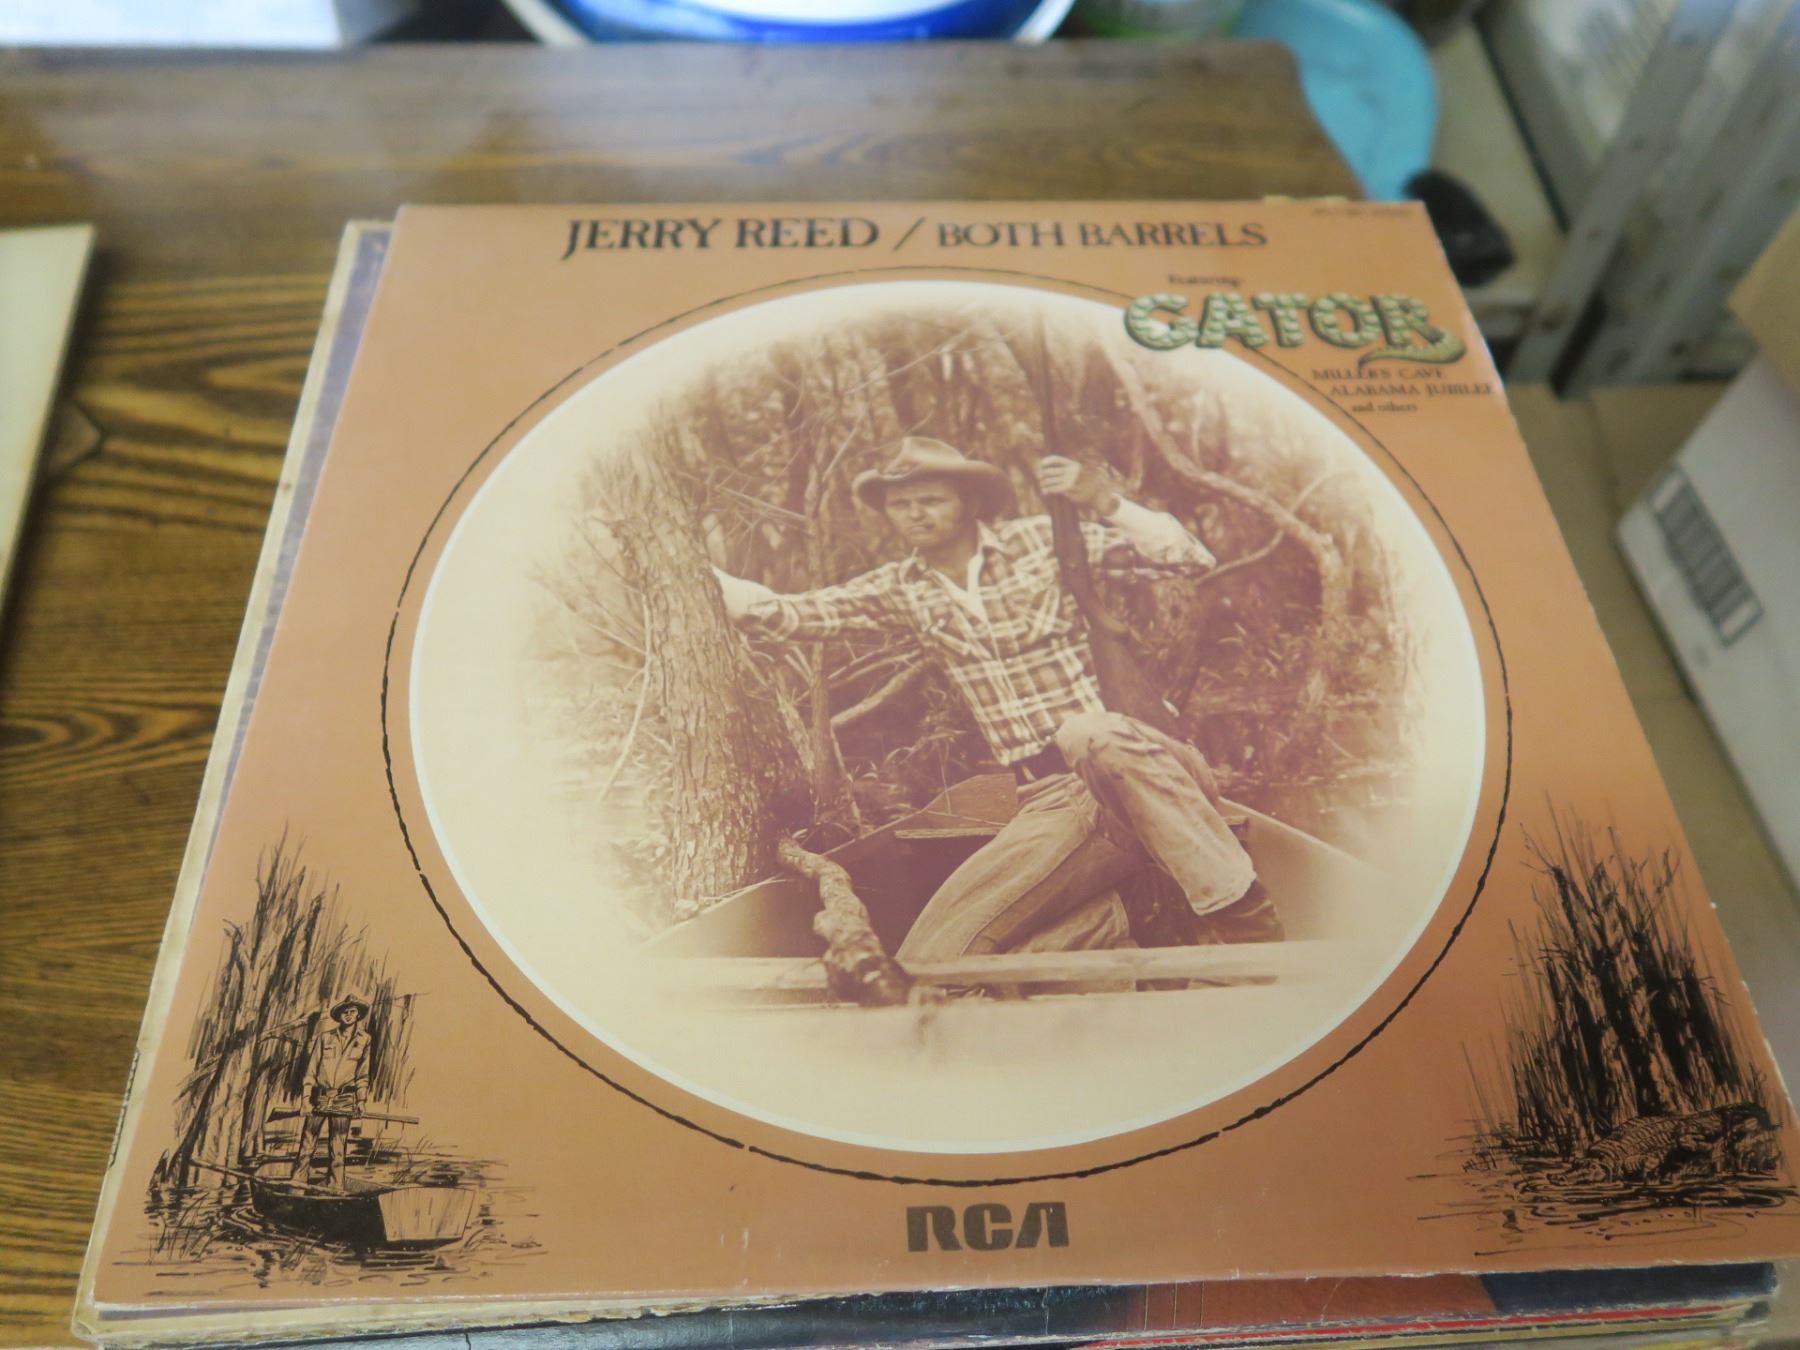 JERRY REED / BOTH BARRELS
Featuring
GATOR
MILLER'S CAVE
ALABAMA JUBILEE
and others
RCA